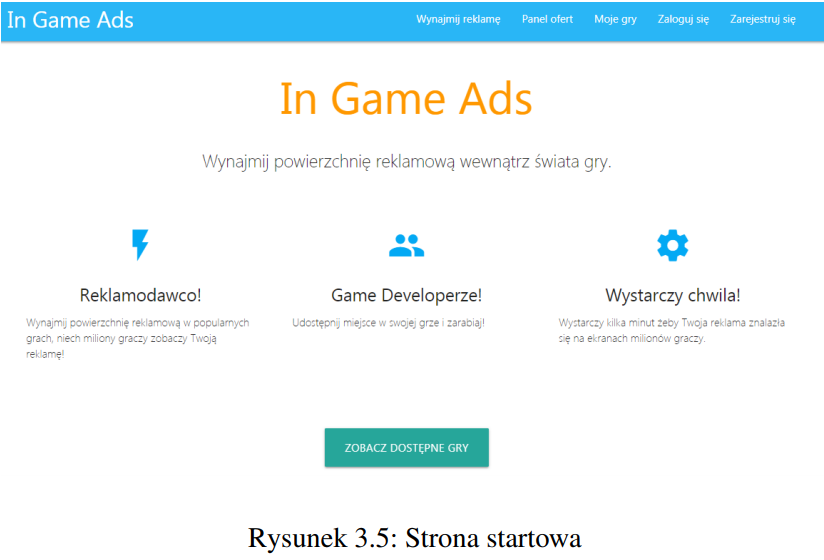 In Game Ads
Wynajmij reklamę
Panel ofert
Moje gry
Zaloguj się
Zarejestruj się
In Game Ads
Wynajmij powierzchnię reklamową wewnątrz świata gry.
Reklamodawco!
Wynajmij powierzchnię reklamową w popularnych
grach, niech miliony graczy zobaczy Twoją
reklamę!
Game Developerze!
Udostępnij miejsce w swojej grze i zarabiaj!
Wystarczy chwila!
Wystarczy kilka minut żeby Twoja reklama znalazła
się na ekranach milionów graczy.
ZOBACZ DOSTĘPNE GRY
Rysunek 3.5: Strona startowa